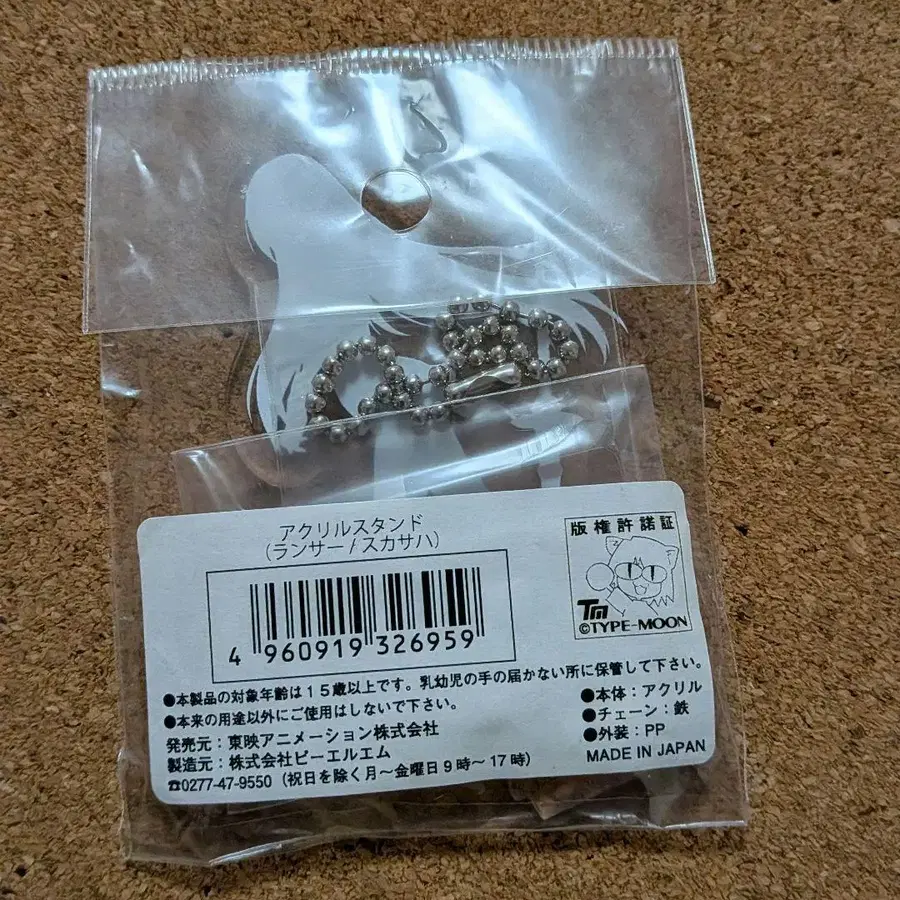 アクリルスタンド
(ランサー/スカサハ)
4 960919 326959
版権許諾証
TM
©TYPE-MOON
●本製品の対象年齢は15歳以上です。乳幼児の手の届かない所に保管して下さい。
●本来の用途以外にご使用はしないで下さい。
発売元:東映アニメーション株式会社
製造元:株式会社ピーエルエム
☎0277-47-9550(祝日を除く月～金曜日9時～17時)
●本体:アクリル
●チェーン:鉄
●外装:PP
MADE IN JAPAN